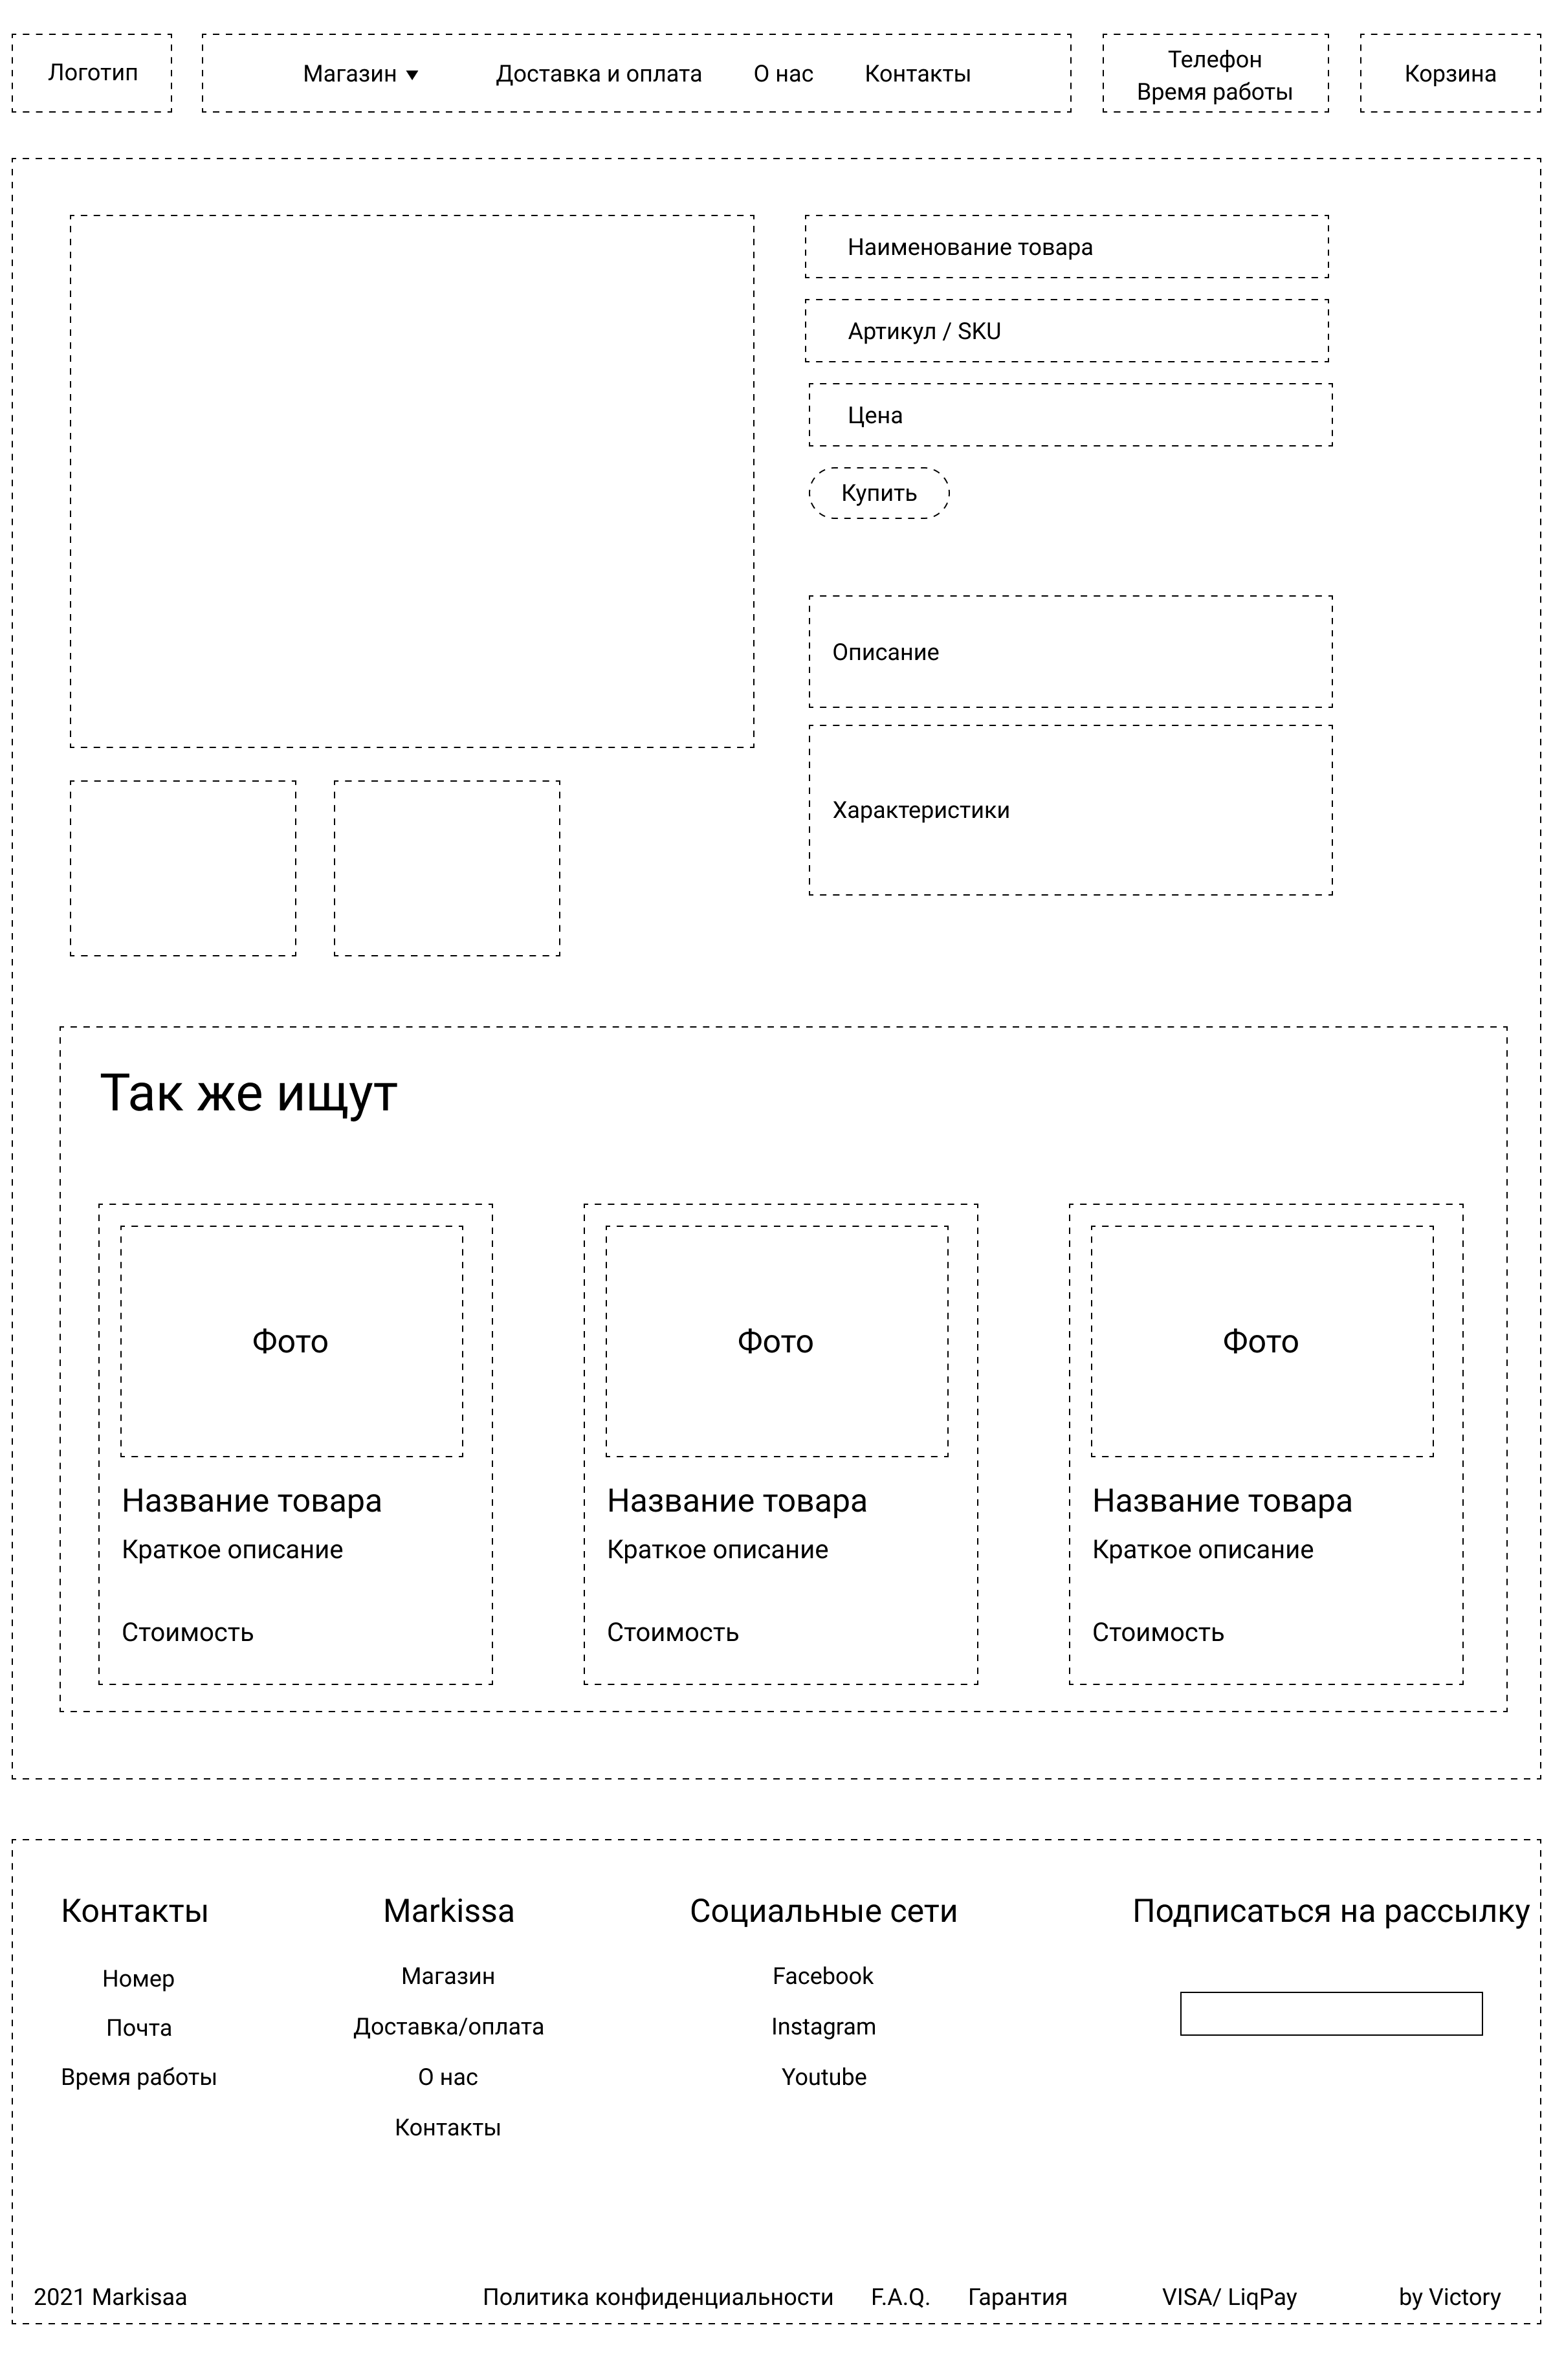 Логотип
Магазин ▼ Доставка и оплата О нас Контакты
Телефон
Время работы
Корзина
Наименование товара
Артикул / SKU
Цена
Купить
Описание
Характеристики
Так же ищут
Фото
Название товара
Краткое описание
Стоимость
Фото
Название товара
Краткое описание
Стоимость
Фото
Название товара
Краткое описание
Стоимость
Контакты
Номер
Почта
Время работы
Markissa
Магазин
Доставка/оплата
О нас
Контакты
Социальные сети
Facebook
Instagram
Youtube
Подписаться на рассылку
2021 Markisaa Политика конфиденциальности F.A.Q. Гарантия VISA/ LiqPay by Victory